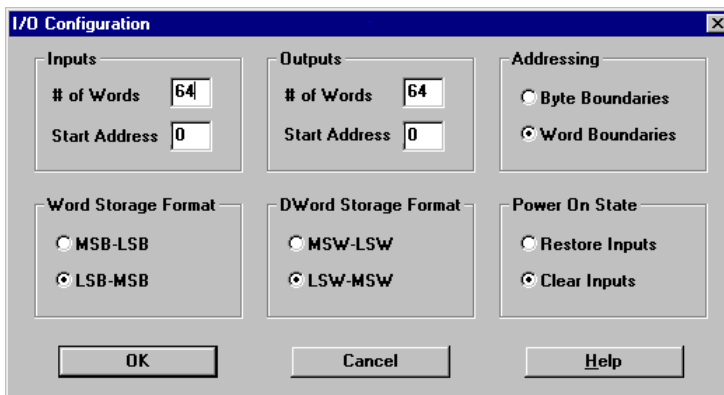 I/O Configuration
Inputs
# of Words 64
Start Address 0
Outputs
# of Words 64
Start Address 0
Addressing
Byte Boundaries
Word Boundaries
Word Storage Format
MSB-LSB
LSB-MSB
DWord Storage Format
MSW-LSW
LSW-MSW
Power On State
Restore Inputs
Clear Inputs
OK
Cancel
Help